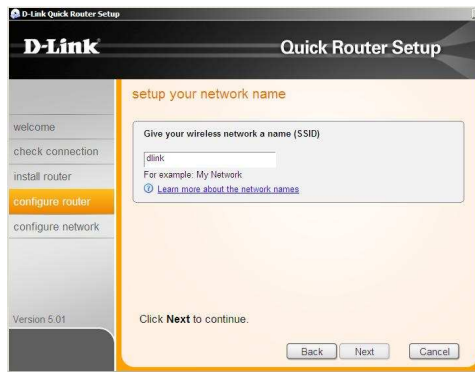 D-Link Quick Router Setup
D-Link
Quick Router Setup
setup your network name
welcome
check connection
install router
configure router
configure network
Give your wireless network a name (SSID)
dlink
For example: My Network
Learn more about the network names
Version 5.01
Click Next to continue.
Back
Next
Cancel